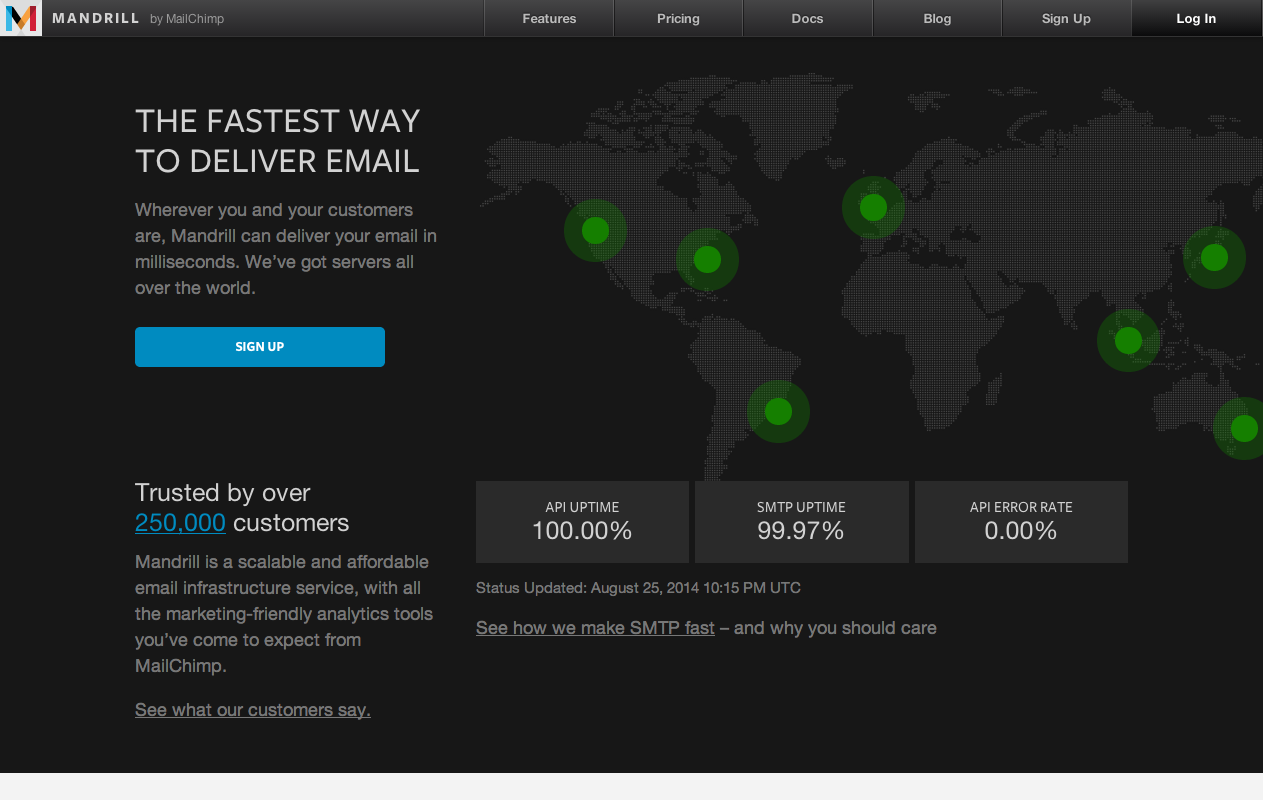 MANDRILL by MailChimp
Features
Pricing
Docs
Blog
Sign Up
Log In
THE FASTEST WAY
TO DELIVER EMAIL
Wherever you and your customers
are, Mandrill can deliver your email in
milliseconds. We've got servers all
over the world.
SIGN UP
Trusted by over
250,000 customers
Mandrill is a scalable and affordable
email infrastructure service, with all
the marketing-friendly analytics tools
you've come to expect from
MailChimp.
See what our customers say.
API UPTIME
100.00%
SMTP UPTIME
99.97%
API ERROR RATE
0.00%
Status Updated: August 25, 2014 10:15 PM UTC
See how we make SMTP fast – and why you should care